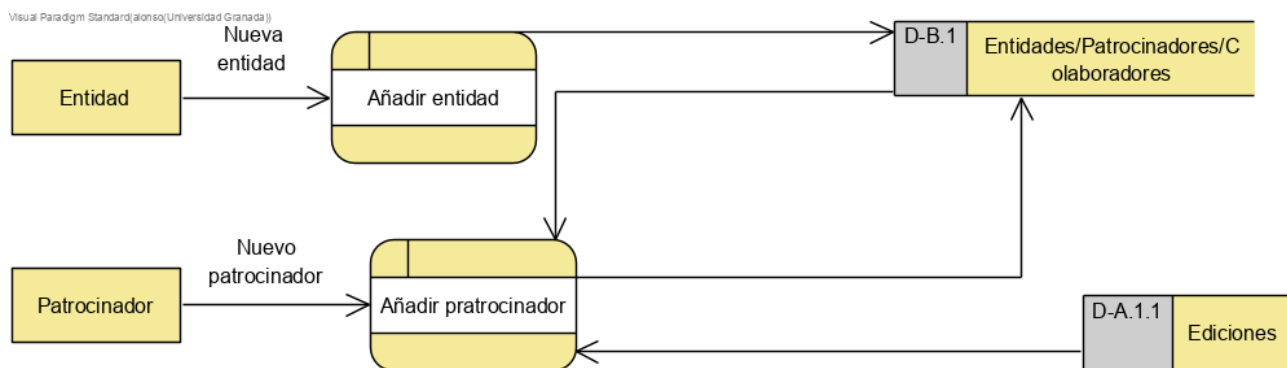 Visual Paradigm Standard(alonso(Universidad Granada))
Nueva
entidad
Entidad
Añadir entidad
D-B.1
Entidades/Patrocinadores/C
olaboradores
Nuevo
patrocinador
Patrocinador
Añadir pratrocinador
D-A.1.1
Ediciones